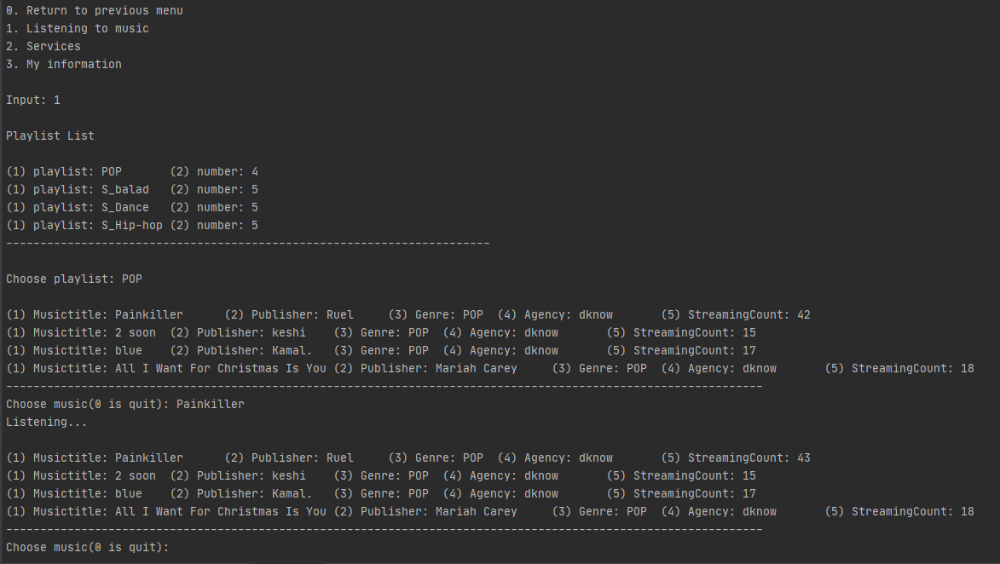 0. Return to previous menu
1. Listening to music
2. Services
3. My information
Input: 1
Playlist List
(1) playlist: POP       (2) number: 4
(1) playlist: S_balad   (2) number: 5
(1) playlist: S_Dance   (2) number: 5
(1) playlist: S_Hip-hop (2) number: 5
-----------------------------------------------------------------------
Choose playlist: POP
(1) Musictitle: Painkiller      (2) Publisher: Ruel     (3) Genre: POP  (4) Agency: dknow       (5) StreamingCount: 42
(1) Musictitle: 2 soon  (2) Publisher: keshi    (3) Genre: POP  (4) Agency: dknow       (5) StreamingCount: 15
(1) Musictitle: blue    (2) Publisher: Kamal.   (3) Genre: POP  (4) Agency: dknow       (5) StreamingCount: 17
(1) Musictitle: All I Want For Christmas Is You (2) Publisher: Mariah Carey     (3) Genre: POP  (4) Agency: dknow       (5) StreamingCount: 18
---------------------------------------------------------------------------------------------------------------
Choose music(0 is quit): Painkiller
Listening...
(1) Musictitle: Painkiller      (2) Publisher: Ruel     (3) Genre: POP  (4) Agency: dknow       (5) StreamingCount: 43
(1) Musictitle: 2 soon  (2) Publisher: keshi    (3) Genre: POP  (4) Agency: dknow       (5) StreamingCount: 15
(1) Musictitle: blue    (2) Publisher: Kamal.   (3) Genre: POP  (4) Agency: dknow       (5) StreamingCount: 17
(1) Musictitle: All I Want For Christmas Is You (2) Publisher: Mariah Carey     (3) Genre: POP  (4) Agency: dknow       (5) StreamingCount: 18
---------------------------------------------------------------------------------------------------------------
Choose music(0 is quit):